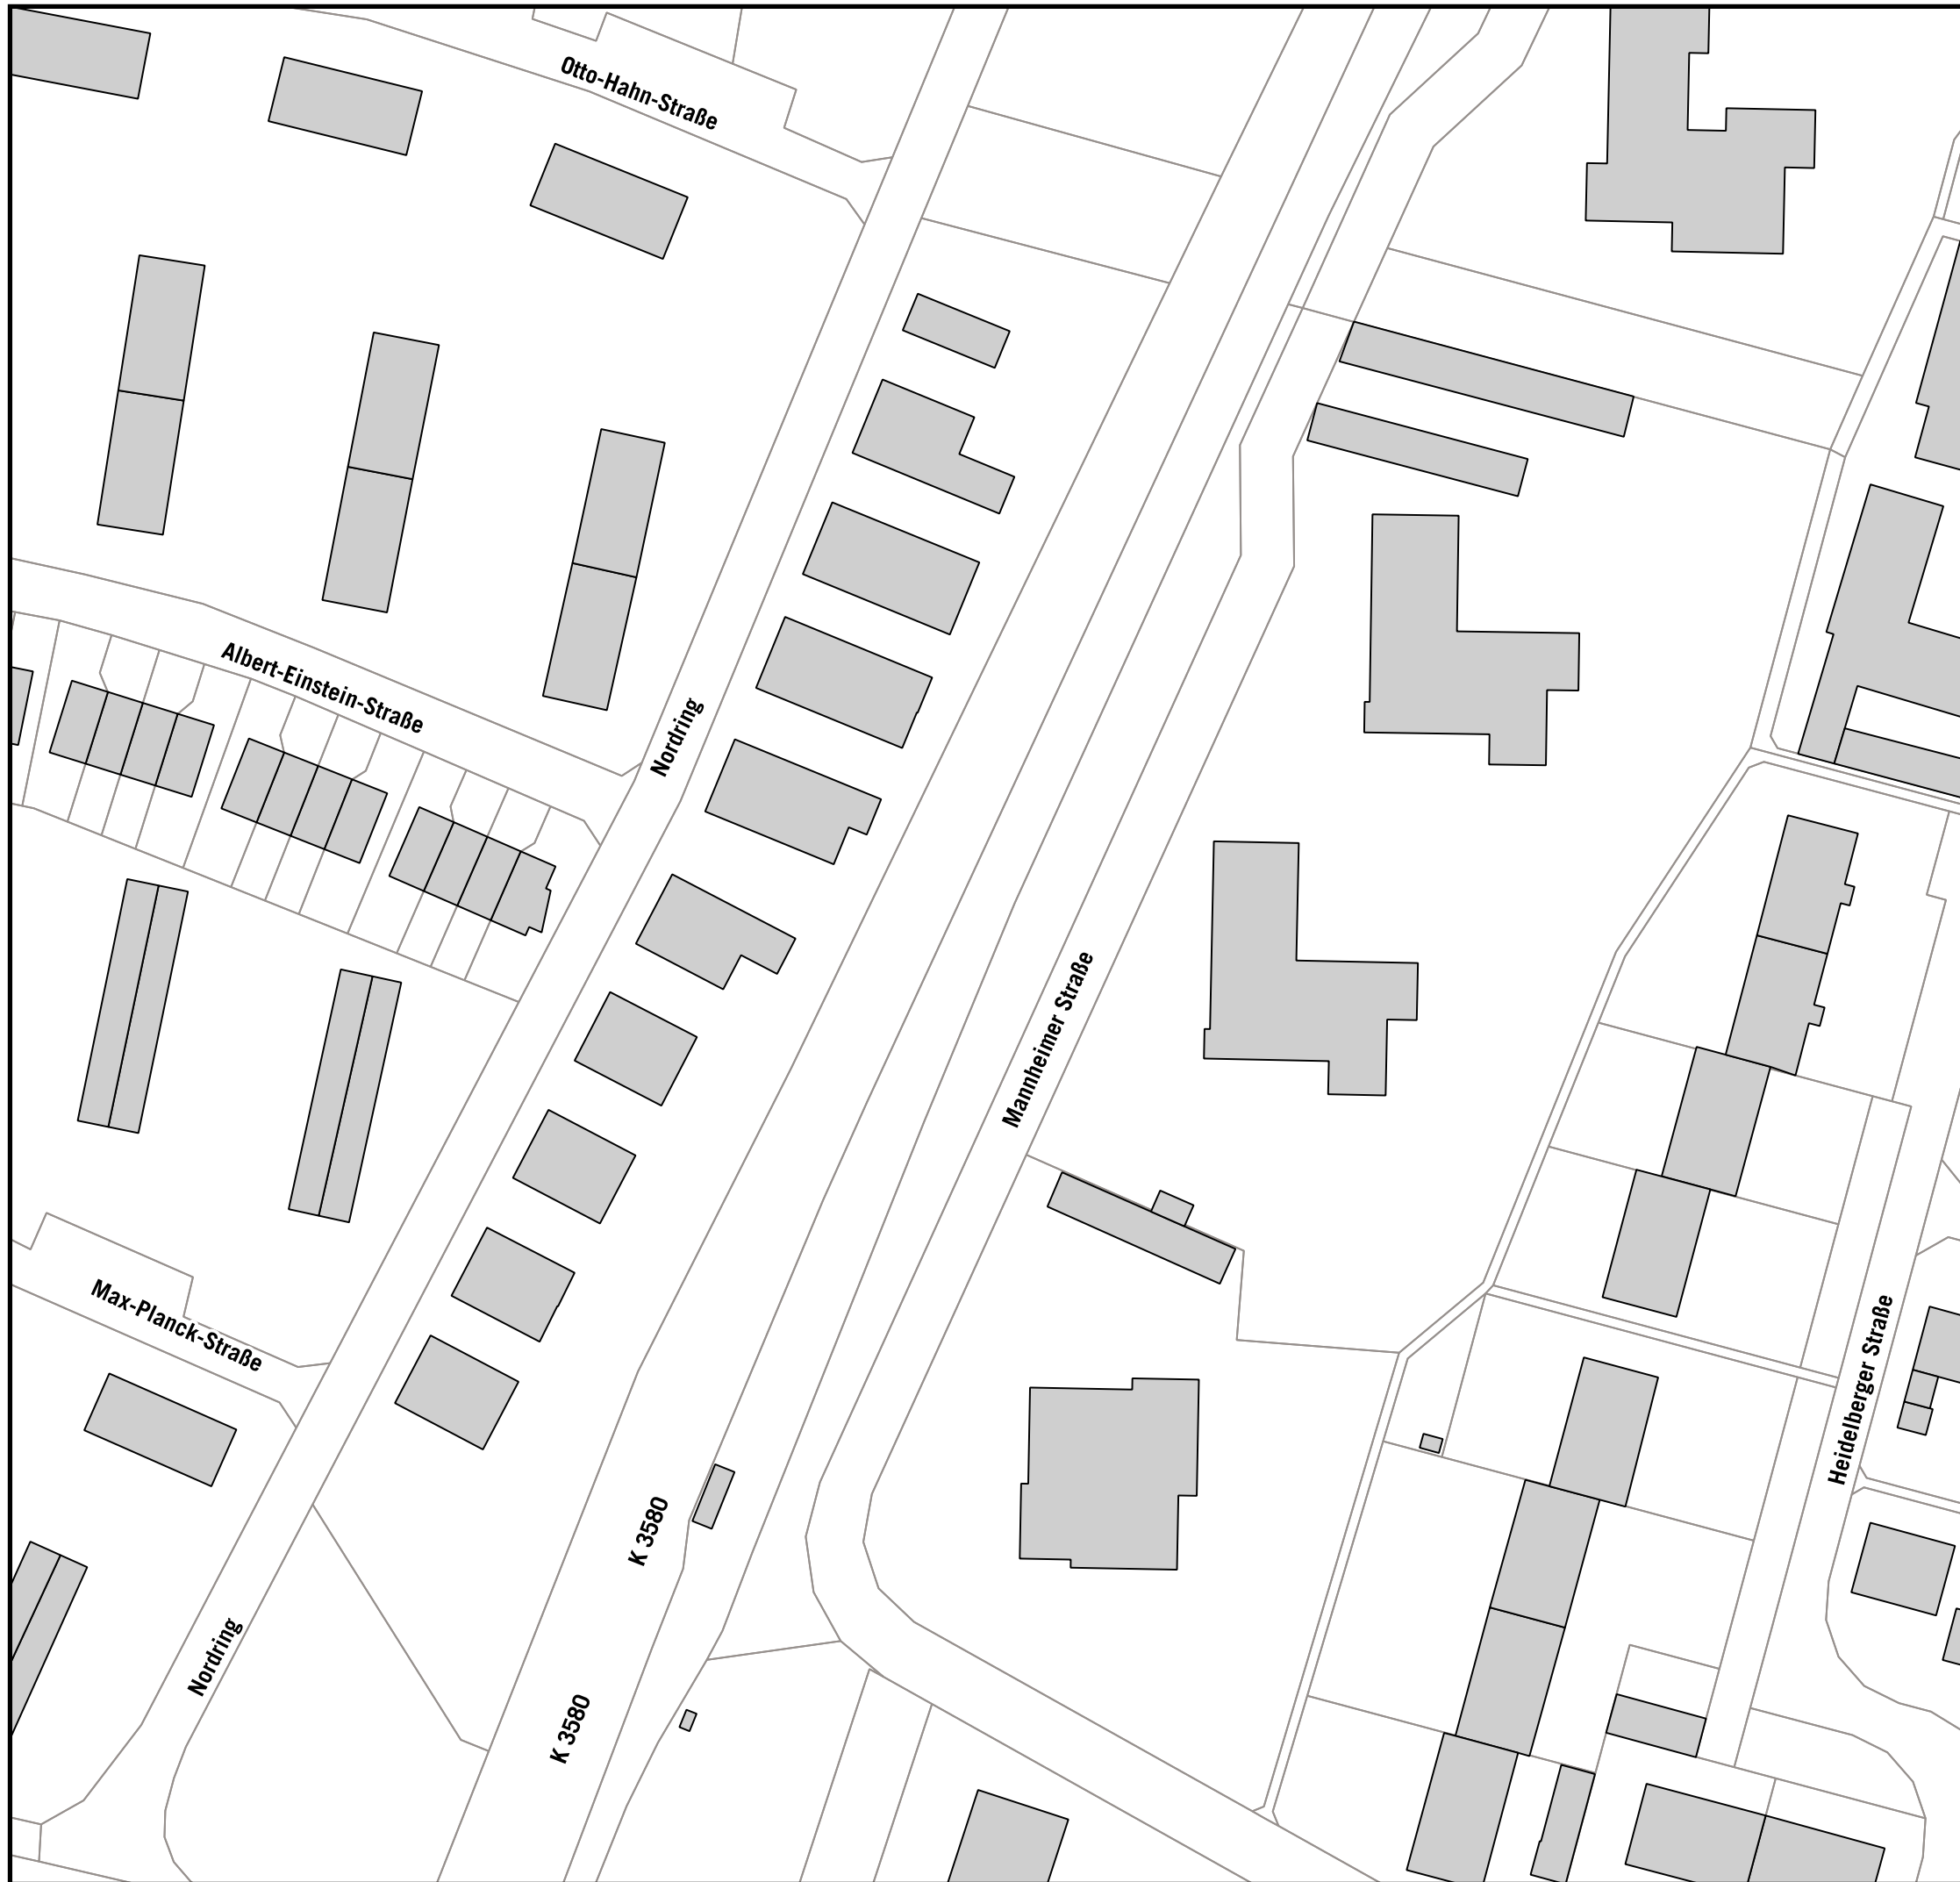 Otto-Hahn-Straße
Albert-Einstein-Straße
Nordring
Mannheimer Straße
Max-Planck-Straße
Heidelberger Straße
K 3580
Nordring
K 3580